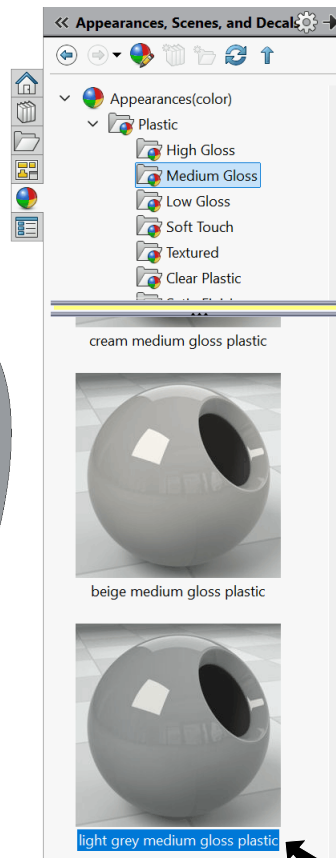 Appearances, Scenes, and Decals
Appearances(color)
Plastic
High Gloss
Medium Gloss
Low Gloss
Soft Touch
Textured
Clear Plastic
cream medium gloss plastic
beige medium gloss plastic
light grey medium gloss plastic